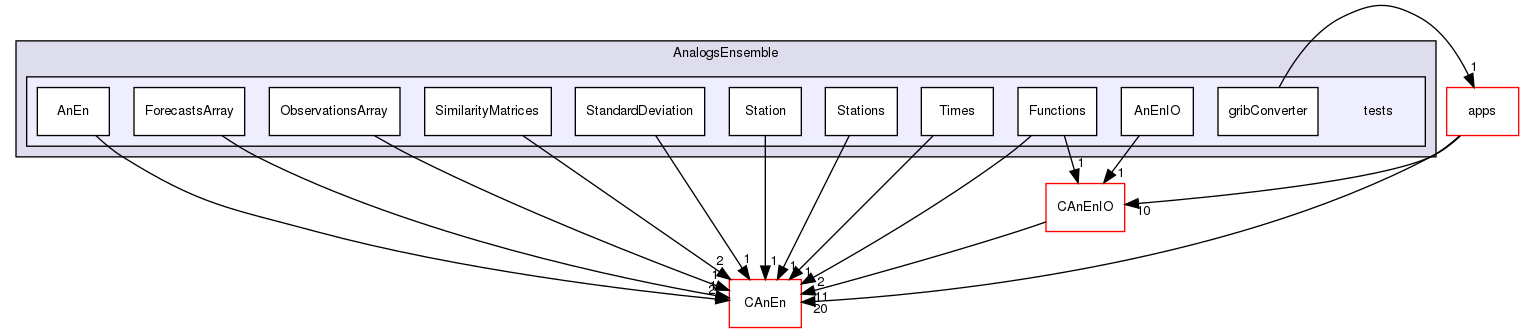 AnalogsEnsemble
1
AnEn
ForecastsArray
ObservationsArray
SimilarityMatrices
StandardDeviation
Station
Stations
Times
Functions
AnEnIO
gribConverter
tests
apps
1
1
CAnEnIO
10
2
1
1
1
1
1
2
2
11
20
CAnEn